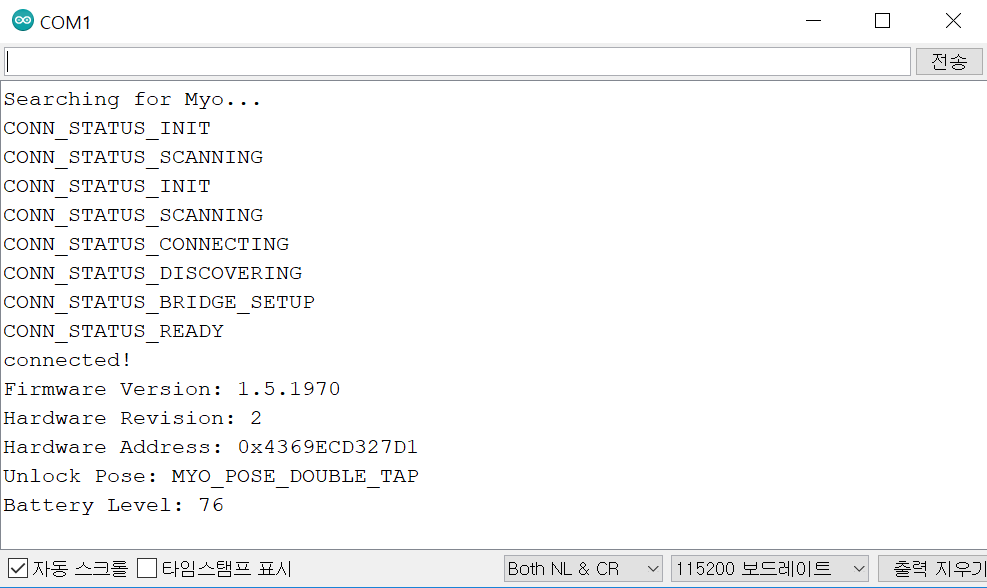 COM1
전송
Searching for Myo...
CONN_STATUS_INIT
CONN_STATUS_SCANNING
CONN_STATUS_INIT
CONN_STATUS_SCANNING
CONN_STATUS_CONNECTING
CONN_STATUS_DISCOVERING
CONN_STATUS_BRIDGE_SETUP
CONN_STATUS_READY
connected!
Firmware Version: 1.5.1970
Hardware Revision: 2
Hardware Address: 0x4369ECD327D1
Unlock Pose: MYO_POSE_DOUBLE_TAP
Battery Level: 76
자동 스크롤 타임스탬프 표시 Both NL & CR 115200 보드레이트 출력 지우기